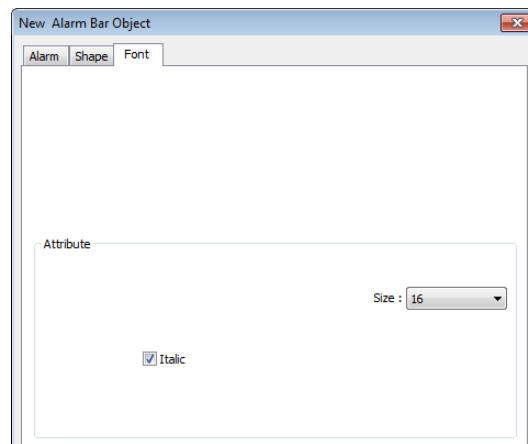 New Alarm Bar Object
Alarm Shape Font
Attribute
Size : 16
Italic